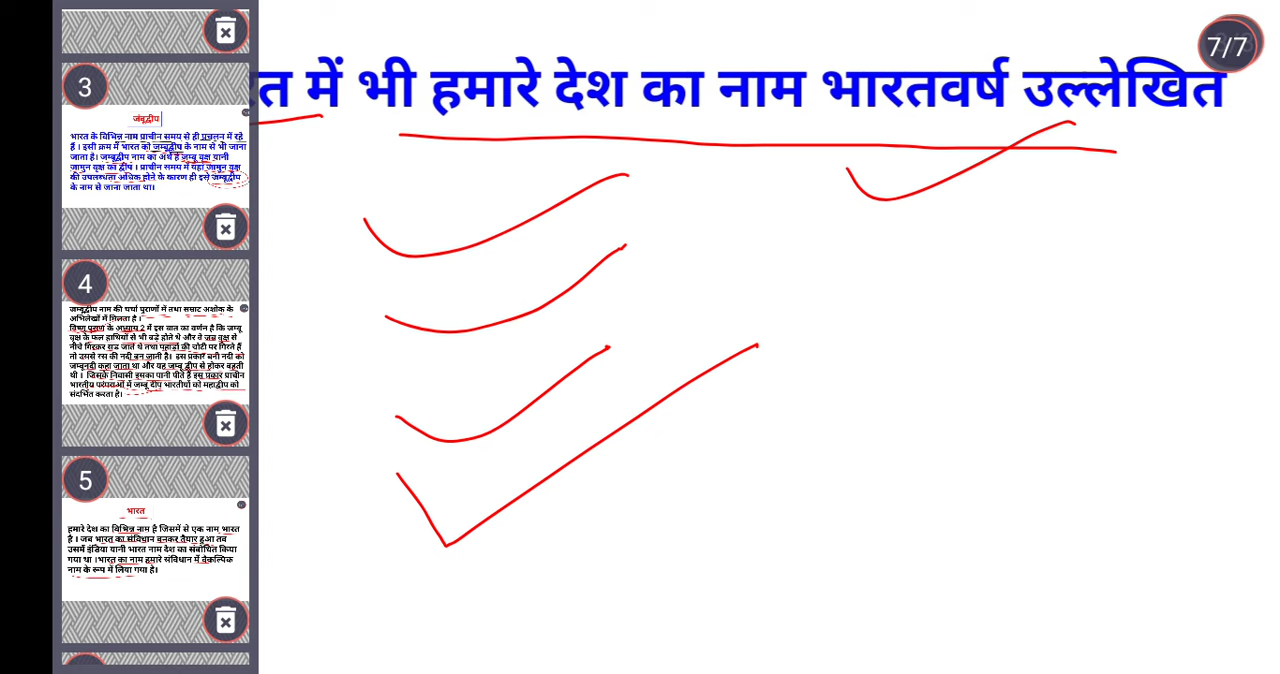 7/7
त में भी हमारे देश का नाम भारतवर्ष उल्लेखित
3
जंबूद्वीप
भारत के विभिन्न नाम प्राचीन समय से ही प्रचलन में रहे
हैं । इसी क्रम में भारत को जम्बूद्वीप के नाम से भी जाना
जाता है। जम्बूद्वीप नाम का अर्थ है जम्बू वृक्ष यानी
जामुन वृक्ष का द्वीप । प्राचीन समय में यहां जामुन वृक्ष
की उपलब्धता अधिक होने के कारण ही इसे जम्बूद्वीप
के नाम से जाना जाता था।
4
जम्बूद्वीप नाम की चर्चा पुराणों में तथा सम्राट अशोक के
अभिलेखों में मिलता है ।
विष्णु पुराण के अध्याय 2 में इस बात का वर्णन है कि जम्बू
वृक्ष के फल हाथियों से भी बड़े होते थे और वे जब वृक्ष से
नीचे गिरकर सड जाते थे तथा पहाड़ों की चोटी पर गिरते हैं
तो उससे रस की नदी बन जाती है। इस प्रकार बनी नदी को
जम्बूनदी कहा जाता था और यह जम्बू द्वीप से होकर बहती
थी । जिसके निवासी इसका पानी पीते हैं इस प्रकार प्राचीन
भारतीय परंपराओं में जम्बू द्वीप भारतीयों को महाद्वीप को
संदर्भित करता है।
5
भारत
हमारे देश का विभिन्न नाम है जिसमें से एक नाम भारत
है । जब भारत का संविधान बनकर तैयार हुआ तब
उसमें इंडिया यानी भारत नाम देश का संबोधित किया
गया था ।भारत का नाम हमारे संविधान में वैकल्पिक
नाम के रूप में लिया गया है।